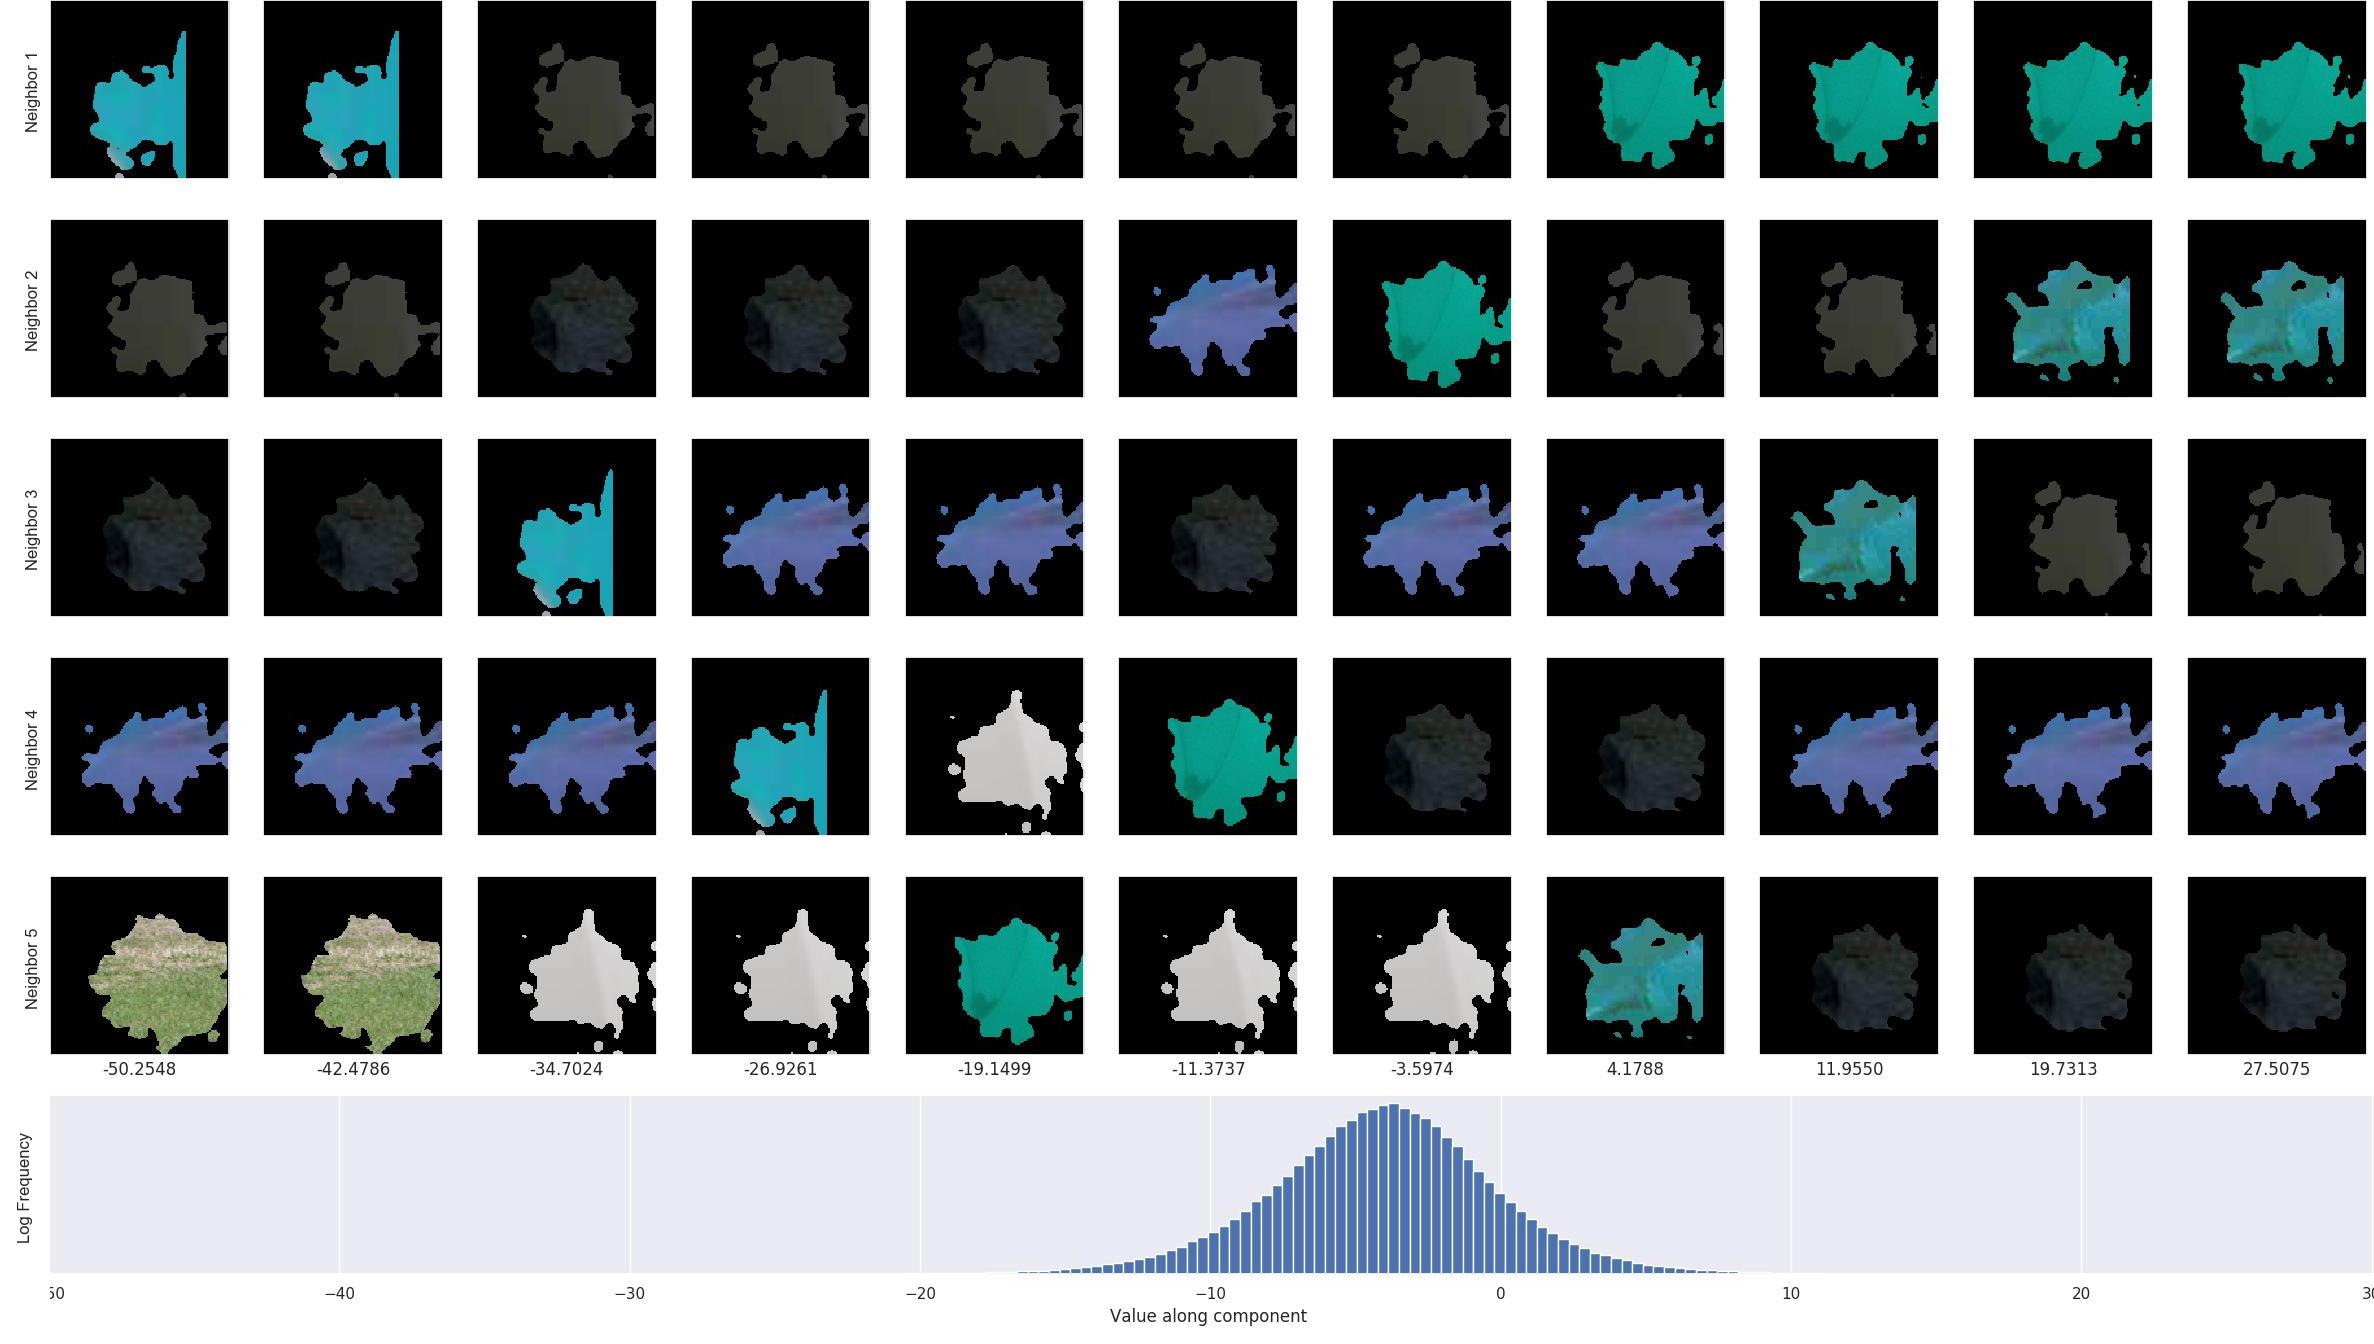 Neighbor 1
Neighbor 2
Neighbor 3
Neighbor 4
Neighbor 5
-50.2548 -42.4786 -34.7024 -26.9261 -19.1499 -11.3737 -3.5974 4.1788 11.9550 19.7313 27.5075
Log Frequency
50 −40 −30 −20 −10 0 10 20 30
Value along component